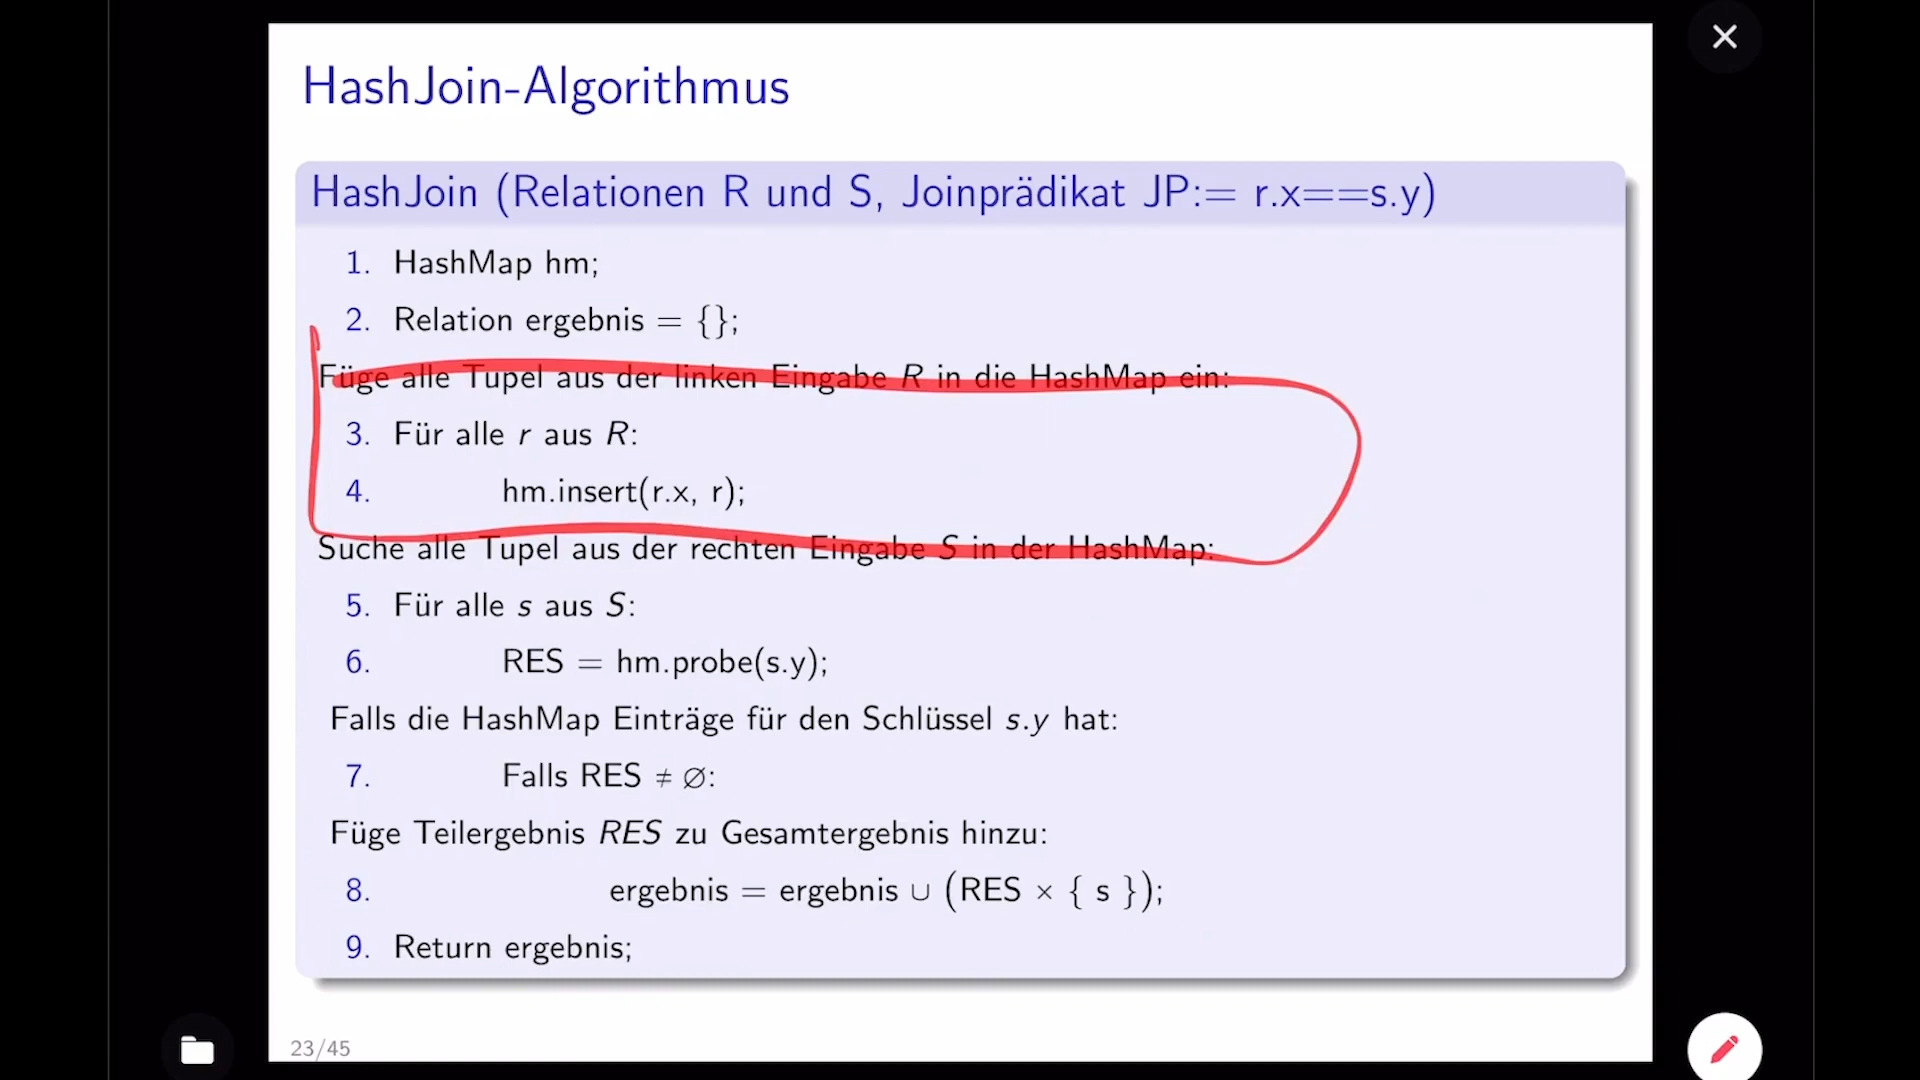 HashJoin-Algorithmus
HashJoin (Relationen R und S, Joinprädikat JP:= r.x==s.y)
1. HashMap hm;
2. Relation ergebnis = {};
Füge alle Tupel aus der linken Eingabe R in die HashMap ein:
3. Für alle r aus R:
4. hm.insert(r.x, r);
Suche alle Tupel aus der rechten Eingabe S in der HashMap:
5. Für alle s aus S:
6. RES = hm.probe(s.y);
Falls die HashMap Einträge für den Schlüssel s.y hat:
7. Falls RES ≠ ∅:
Füge Teilergebnis RES zu Gesamtergebnis hinzu:
8. ergebnis = ergebnis ∪ (RES × { s });
9. Return ergebnis;
23/45